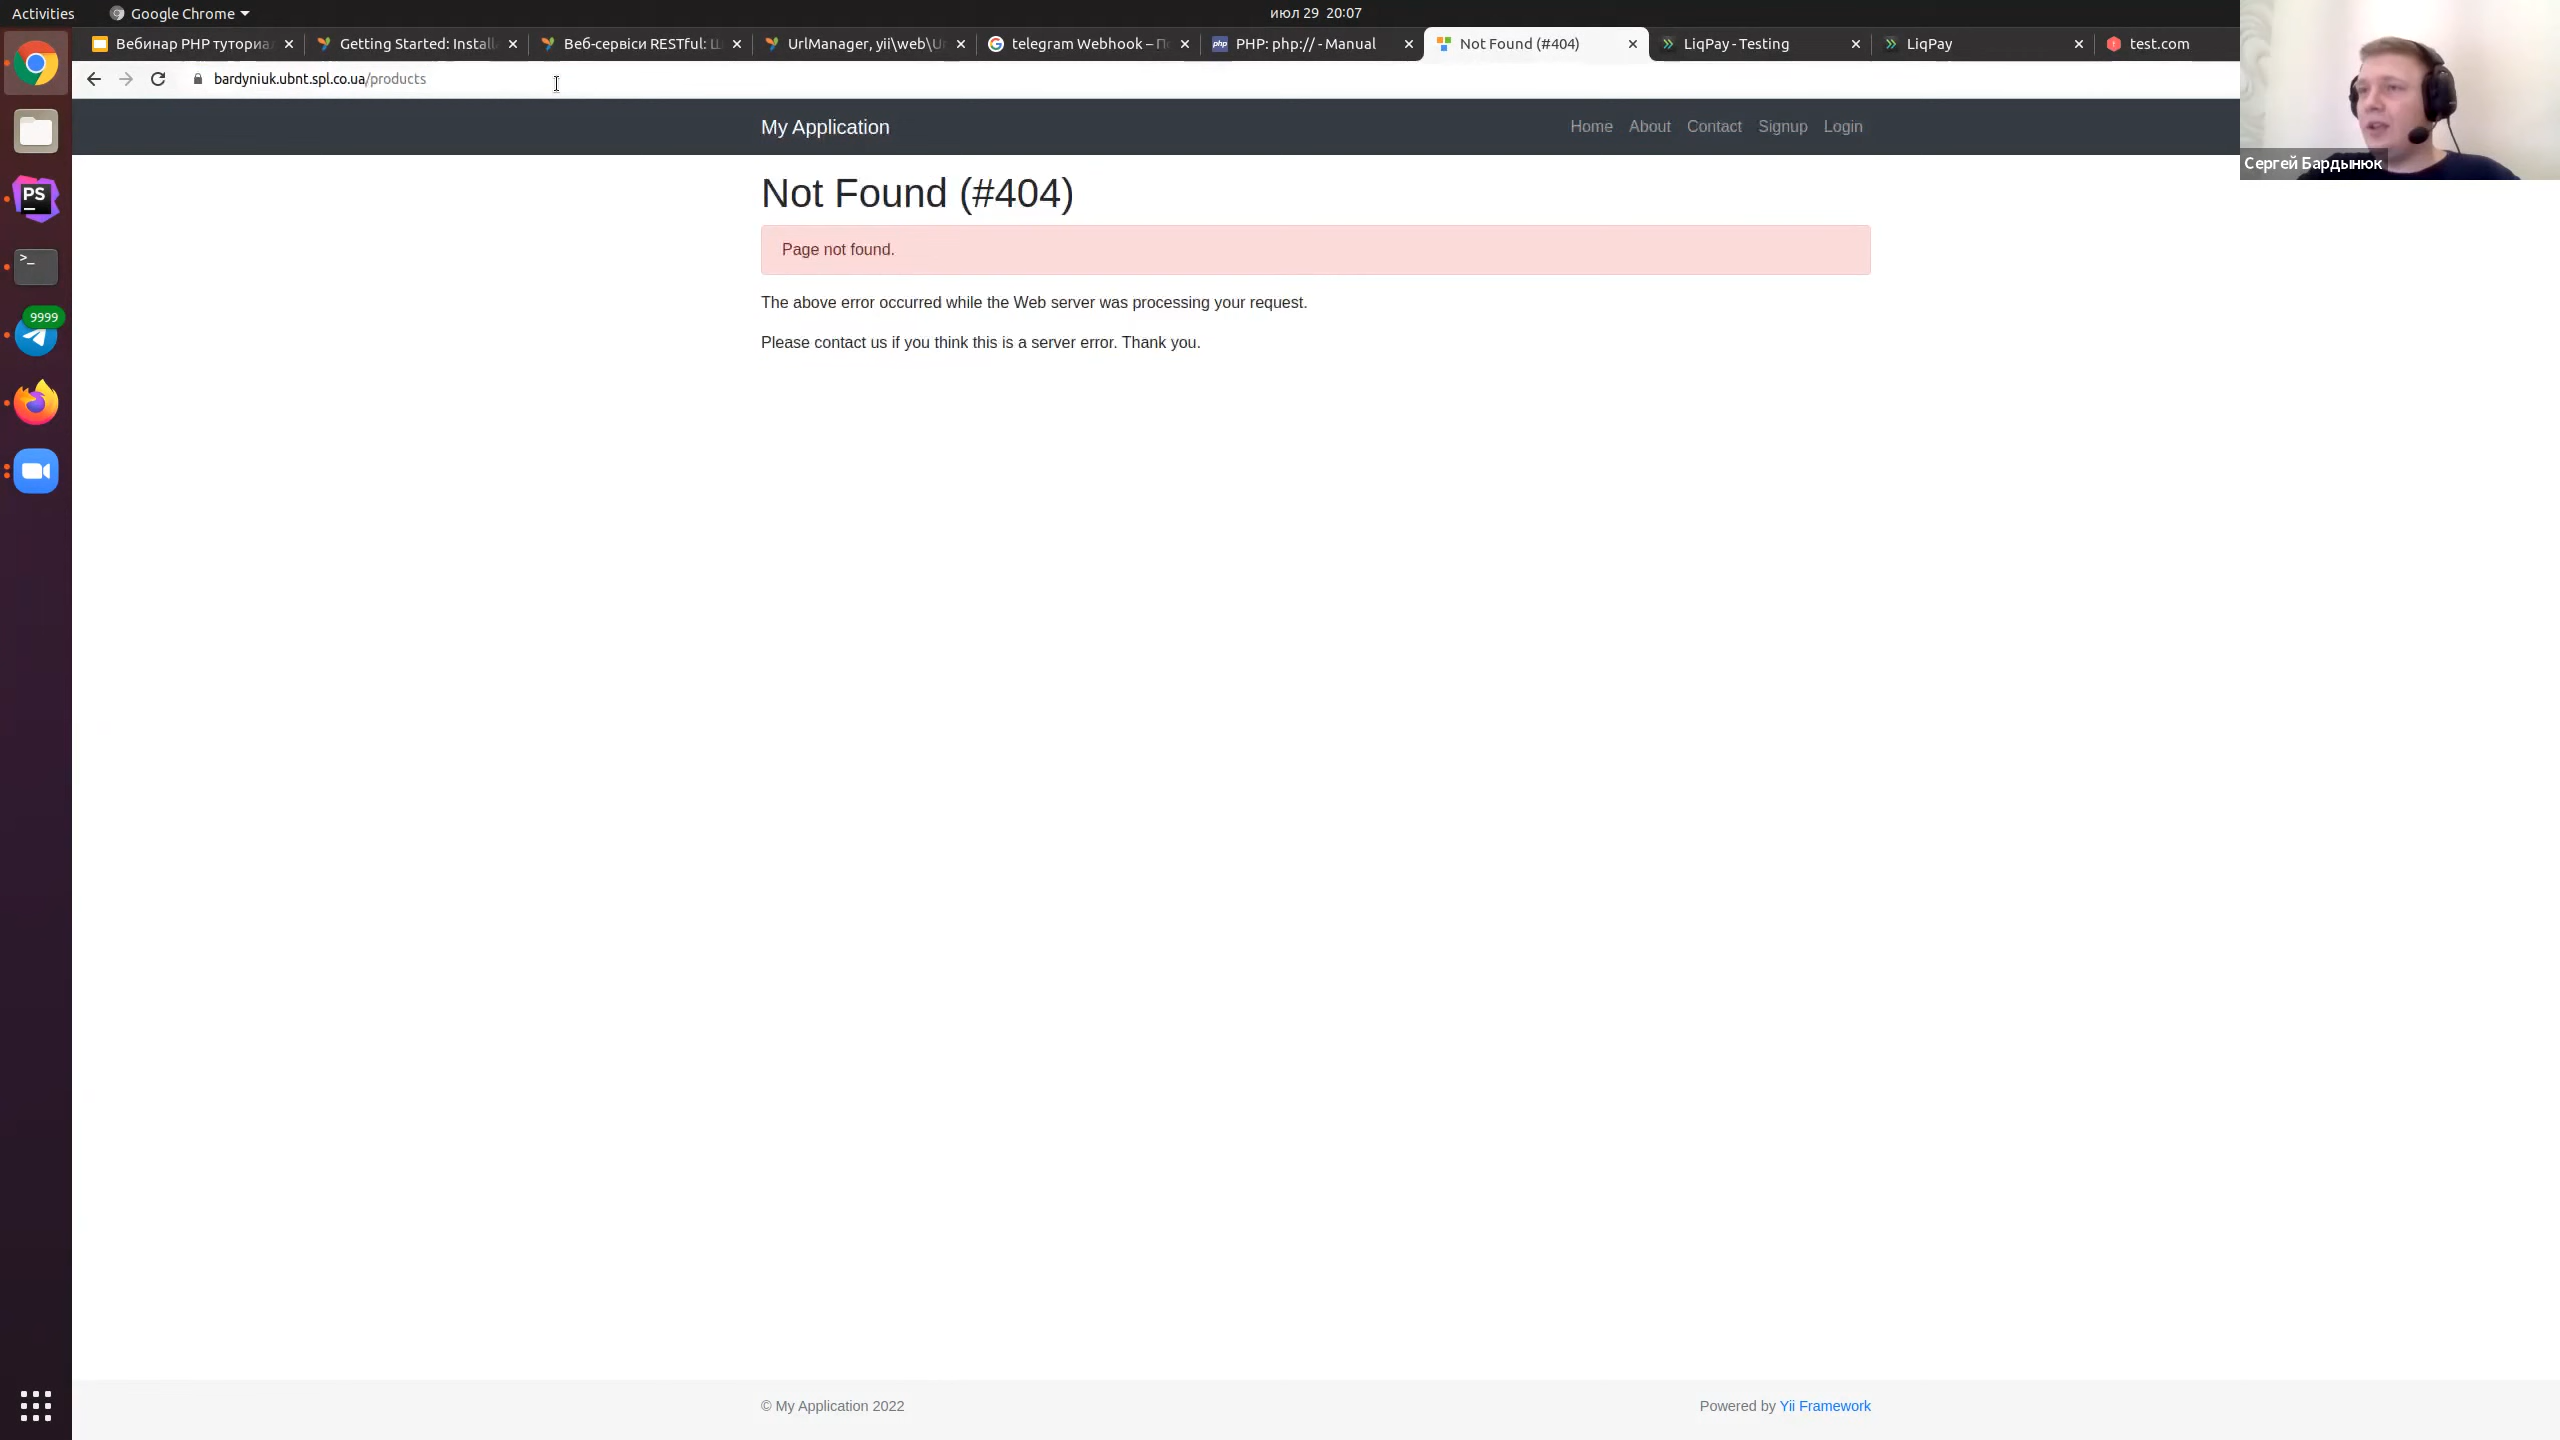 Activities
Google Chrome
июл 29 20:07
Вебинар PHP туториа
Getting Started: Install
Веб-сервіси RESTful: Ш
UrlManager, yii\web\U
telegram Webhook – П
PHP: php:// - Manual
Not Found (#404)
LiqPay - Testing
LiqPay
test.com
bardyniuk.ubnt.spl.co.ua/products
My Application
Home
About
Contact
Signup
Login
Сергей Бардынюк
Not Found (#404)
Page not found.
The above error occurred while the Web server was processing your request.
Please contact us if you think this is a server error. Thank you.
PS
>_
9999
php
© My Application 2022
Powered by Yii Framework